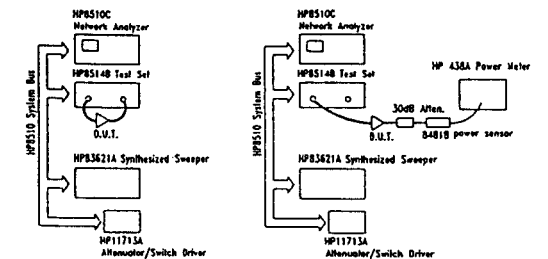 HP8510C
Network Analyzer
HP8514B Test Set
D.U.T.
HP8510 System Bus
HP83621A Synthesized Sweeper
HP11713A
Attenuator/Switch Driver
HP8510C
Network Analyzer
HP8514B Test Set
HP 438A Power Meter
30dB Atten.
D.U.T.
8481B power sensor
HP8510 System Bus
HP83621A Synthesized Sweeper
HP11713A
Attenuator/Switch Driver